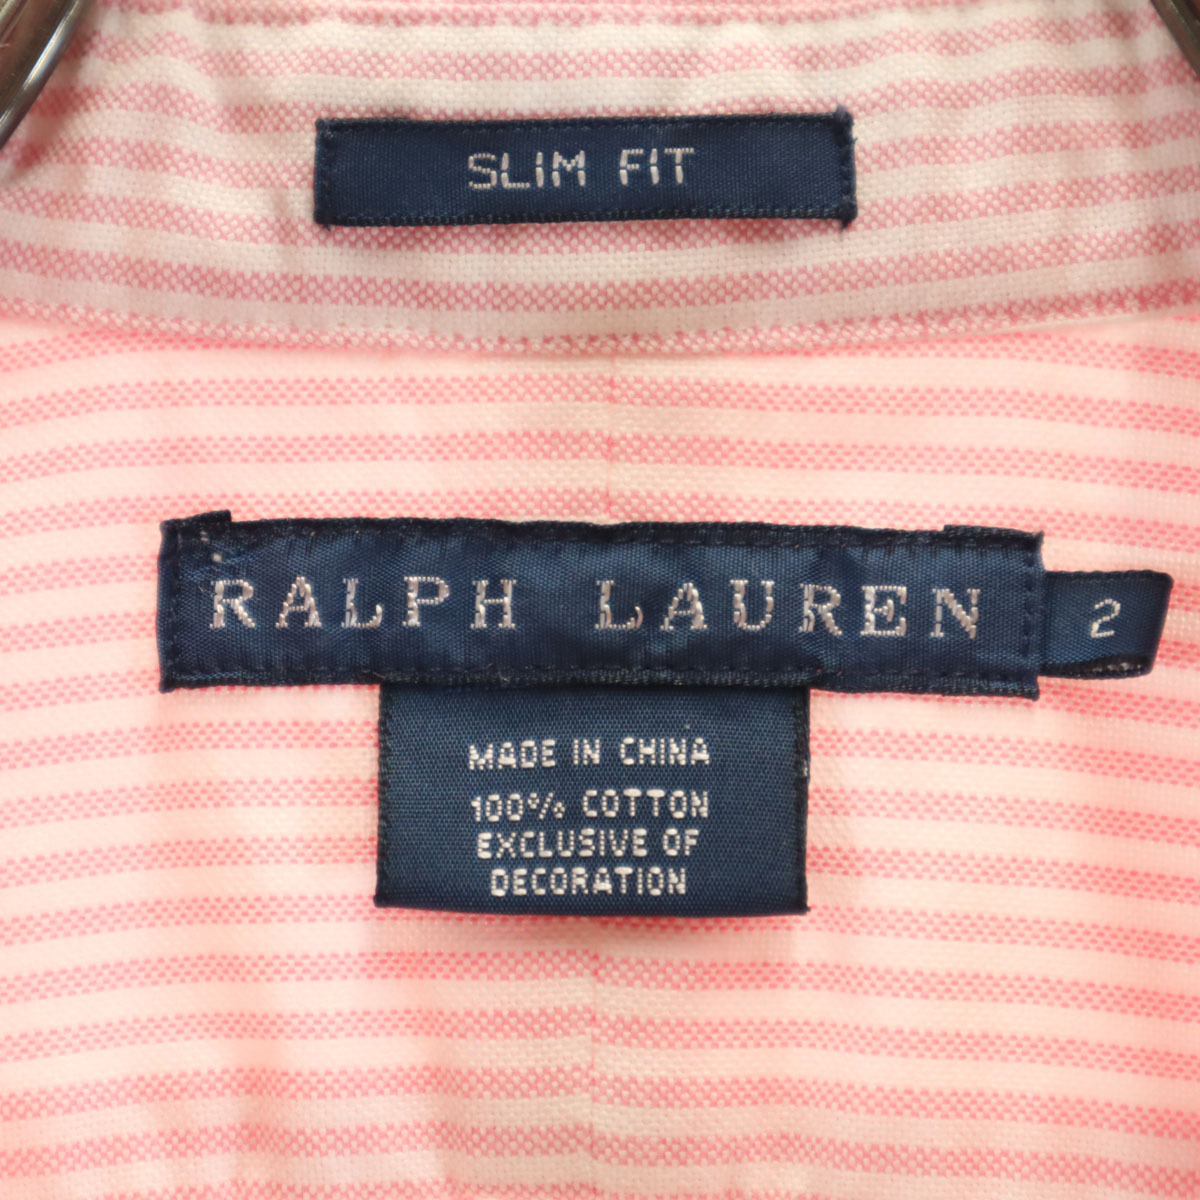 SLIM FIT
RALPH LAUREN 2
MADE IN CHINA
100% COTTON
EXCLUSIVE OF
DECORATION